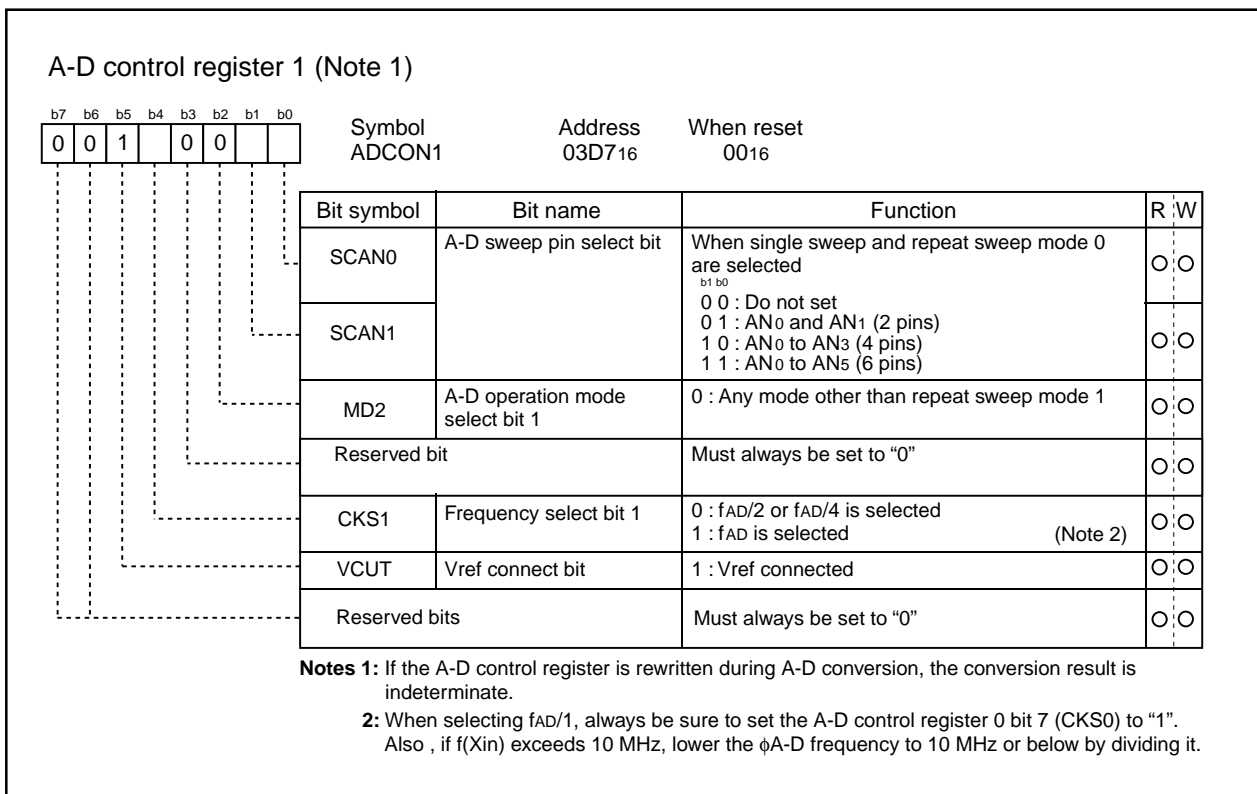 A-D control register 1 (Note 1)
b7 b6 b5 b4 b3 b2 b1 b0
0 0 1 0 0
Symbol Address When reset
ADCON1 03D716 0016
Bit symbol Bit name Function R W
SCAN0 A-D sweep pin select bit When single sweep and repeat sweep mode 0
are selected
b1 b0
0 0 : Do not set
SCAN1 0 1 : AN0 and AN1 (2 pins)
1 0 : AN0 to AN3 (4 pins)
1 1 : AN0 to AN5 (6 pins)
MD2 A-D operation mode
select bit 1 0 : Any mode other than repeat sweep mode 1
Reserved bit Must always be set to “0”
CKS1 Frequency select bit 1 0 : fAD/2 or fAD/4 is selected
1 : fAD is selected (Note 2)
VCUT Vref connect bit 1 : Vref connected
Reserved bits Must always be set to “0”
Notes 1: If the A-D control register is rewritten during A-D conversion, the conversion result is
indeterminate.
2: When selecting fAD/1, always be sure to set the A-D control register 0 bit 7 (CKS0) to “1”.
Also , if f(Xin) exceeds 10 MHz, lower the ϕA-D frequency to 10 MHz or below by dividing it.